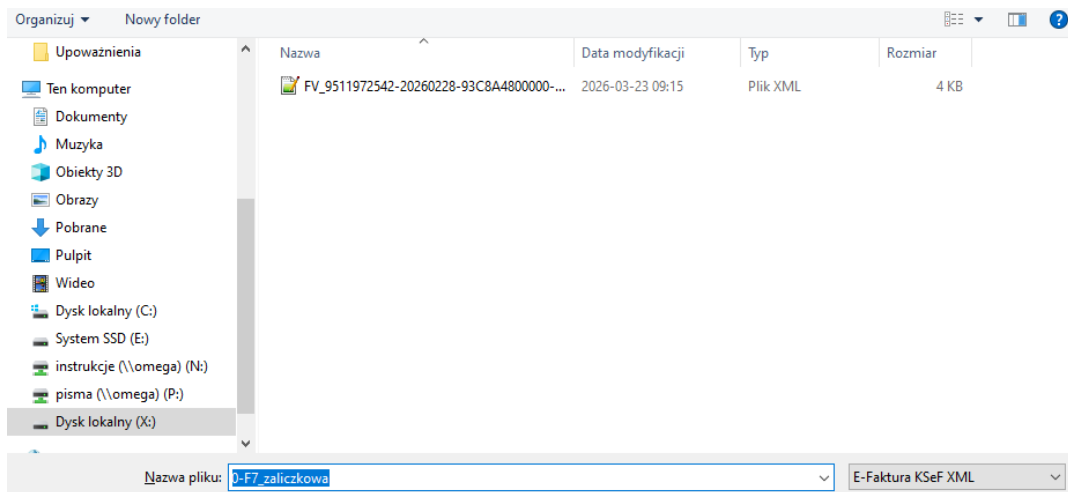 Organizuj Nowy folder
Upoważnienia
Ten komputer
Dokumenty
Muzyka
Obiekty 3D
Obrazy
Pobrane
Pulpit
Wideo
Dysk lokalny (C:)
System SSD (E:)
instrukcje (\\omega) (N:)
pisma (\\omega) (P:)
Dysk lokalny (X:)
Nazwa Data modyfikacji Typ Rozmiar
FV_9511972542-20260228-93C8A4800000-... 2026-03-23 09:15 Plik XML 4 KB
Nazwa pliku: 0-F7_zaliczkowa E-Faktura KSeF XML